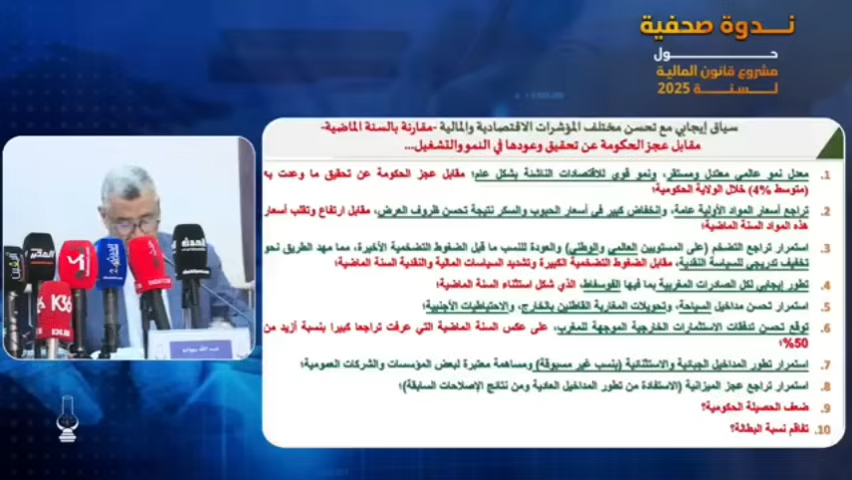 ندوة صحفية
حول
مشروع قانون المالية
لسنة 2025
سياق إيجابي مع تحسن مختلف المؤشرات الاقتصادية والمالية -مقارنة بالسنة الماضية-
مقابل عجز الحكومة عن تحقيق وعودها في النمو والتشغيل...
1. معدل نمو عالمي معتدل ومستقر، ونمو قوي للاقتصادات الناشئة بشكل عام؛ مقابل عجز الحكومة عن تحقيق ما وعدت به
(متوسط 4%) خلال الولاية الحكومية؛
2. تراجع أسعار المواد الأولية عامة، وانخفاض كبير في أسعار الحبوب والسكر نتيجة تحسن ظروف العرض، مقابل ارتفاع وتقلب أسعار
هذه المواد السنة الماضية؛
3. استمرار تراجع التضخم (على المستويين العالمي والوطني) والعودة للنسب ما قبل الضغوط التضخمية الأخيرة، مما مهد الطريق نحو
تخفيف تدريجي للسياسة النقدية، مقابل الضغوط التضخمية الكبيرة وتشديد السياسات المالية والنقدية السنة الماضية؛
4. تطور إيجابي لكل الصادرات المغربية بما فيها الفوسفاط، الذي شكل استثناء السنة الماضية؛
5. استمرار تحسن مداخيل السياحة، وتحويلات المغاربة القاطنين بالخارج، والاحتياطيات الأجنبية؛
6. توقع تحسن تدفقات الاستثمارات الخارجية الموجهة للمغرب، على عكس السنة الماضية التي عرفت تراجعا كبيرا بنسبة أزيد من
50%؛
7. استمرار تطور المداخيل الجبائية والاستثنائية (بنسب غير مسبوقة) ومساهمة معتبرة لبعض المؤسسات والشركات العمومية؛
8. استمرار تراجع عجز الميزانية (الاستفادة من تطور المداخيل العادية ومن نتائج الإصلاحات السابقة)؛
9. ضعف الحصيلة الحكومية؟
10. تفاقم نسبة البطالة؟
K36